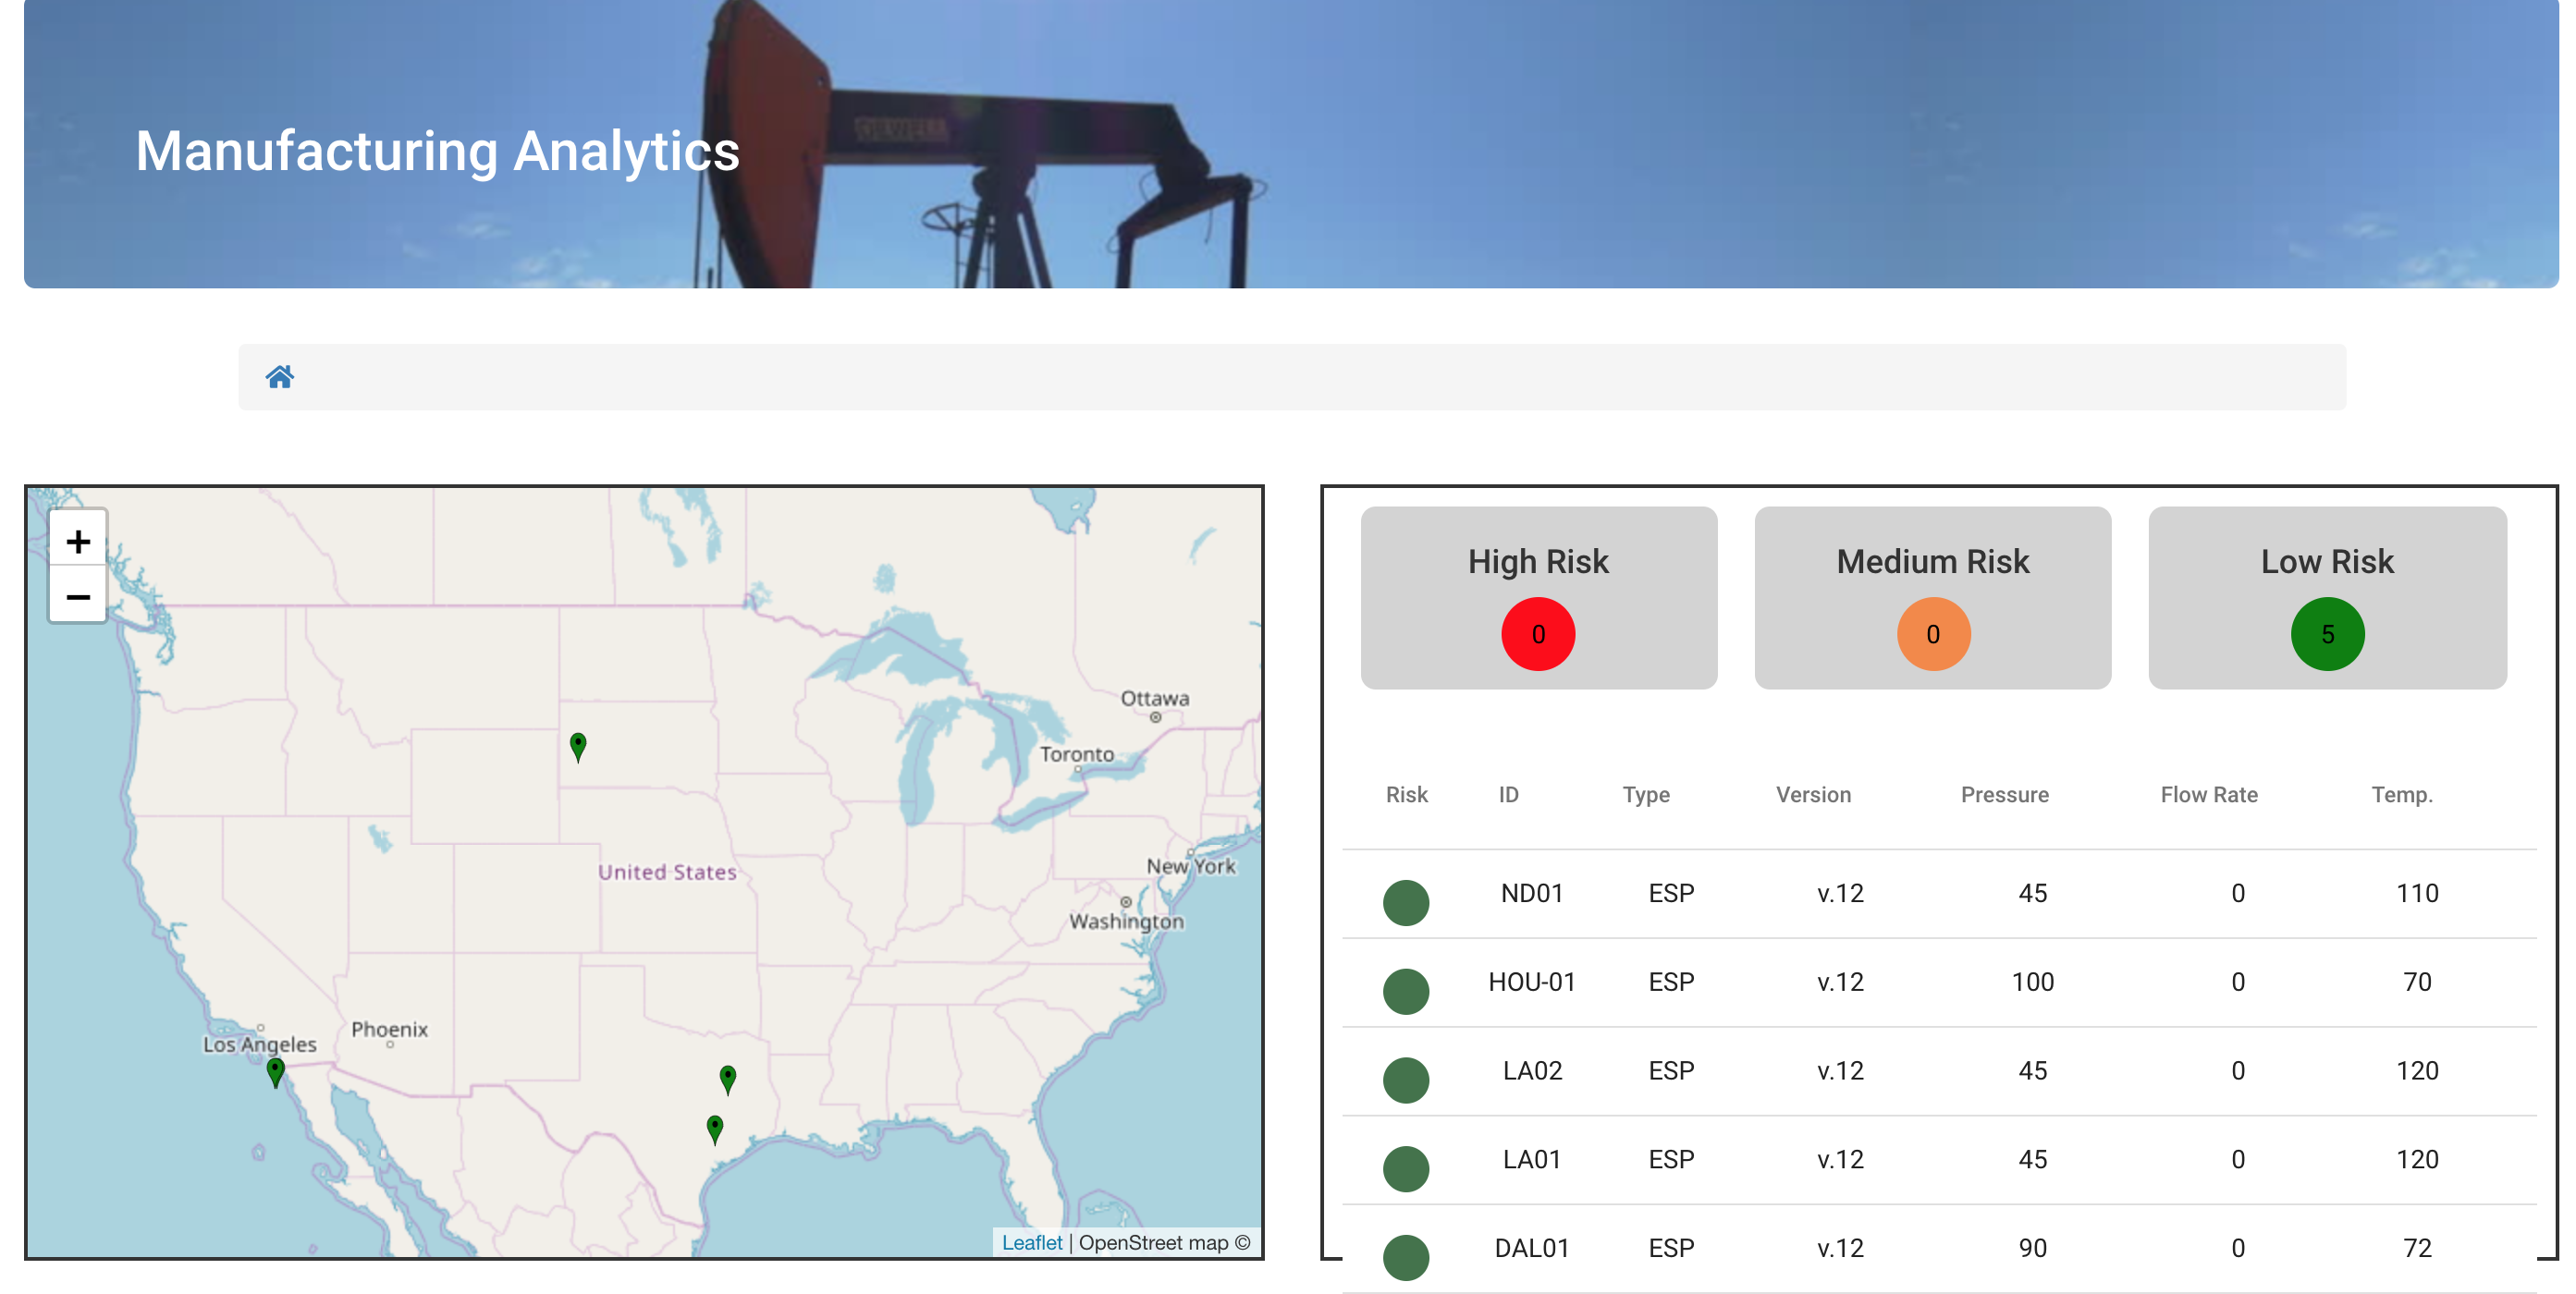 Manufacturing Analytics
+
−
Ottawa
Toronto
New York
United States
Washington
Phoenix
Los Angeles
Leaflet | OpenStreet map ©
High Risk
0
Medium Risk
0
Low Risk
5
Risk ID Type Version Pressure Flow Rate Temp.
ND01 ESP v.12 45 0 110
HOU-01 ESP v.12 100 0 70
LA02 ESP v.12 45 0 120
LA01 ESP v.12 45 0 120
DAL01 ESP v.12 90 0 72